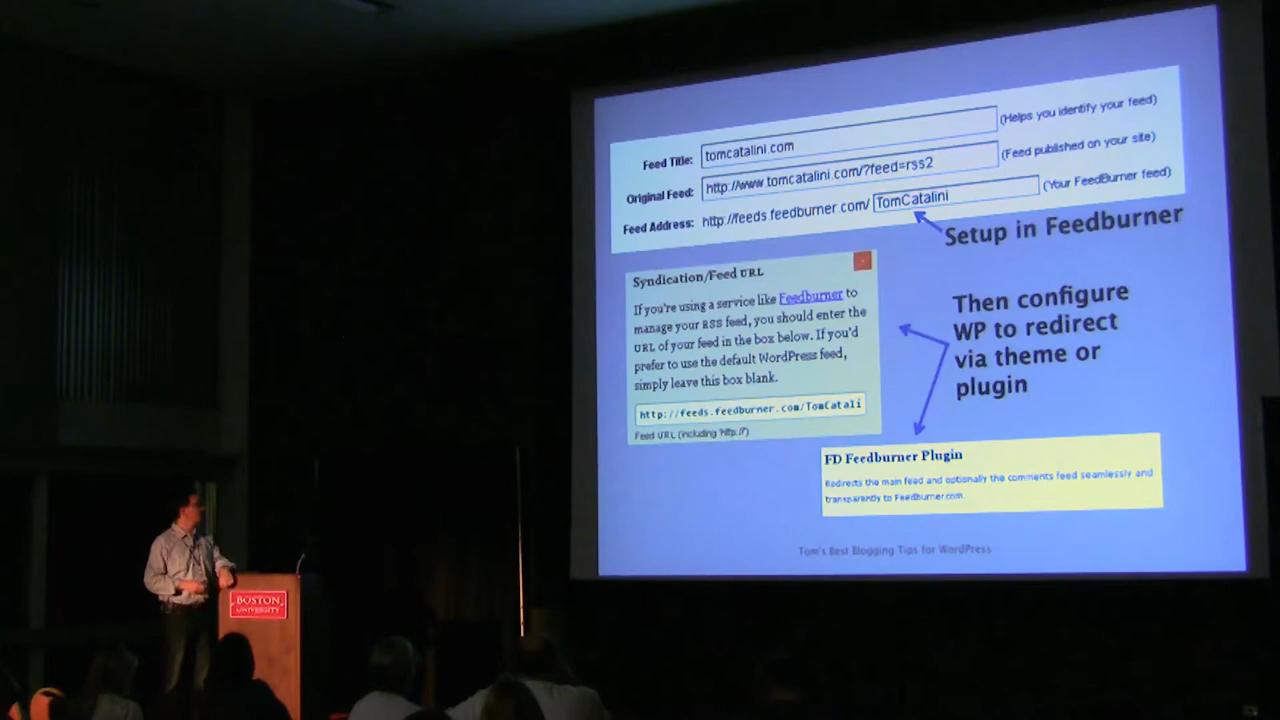 Feed Title: tomcatalini.com (Helps you identify your feed)
Original Feed: http://www.tomcatalini.com/?feed=rss2 (Feed published on your site)
Feed Address: http://feeds.feedburner.com/ TomCatalini (Your FeedBurner feed)
Setup in Feedburner
Syndication/Feed URL
If you're using a service like Feedburner to
manage your RSS feed, you should enter the
URL of your feed in the box below. If you'd
prefer to use the default WordPress feed,
simply leave this box blank.
http://feeds.feedburner.com/TomCatali
Feed URL (including 'http://')
Then configure
WP to redirect
via theme or
plugin
FD Feedburner Plugin
Redirects the main feed and optionally the comments feed seamlessly and
transparently to Feedburner.com.
Tom's Best Blogging Tips for WordPress
BOSTON
UNIVERSITY